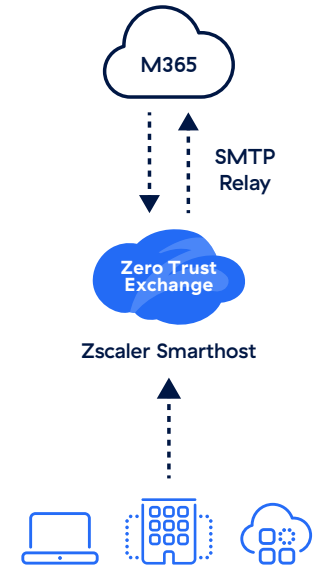 M365
SMTP
Relay
Zero Trust
Exchange
Zscaler Smarthost